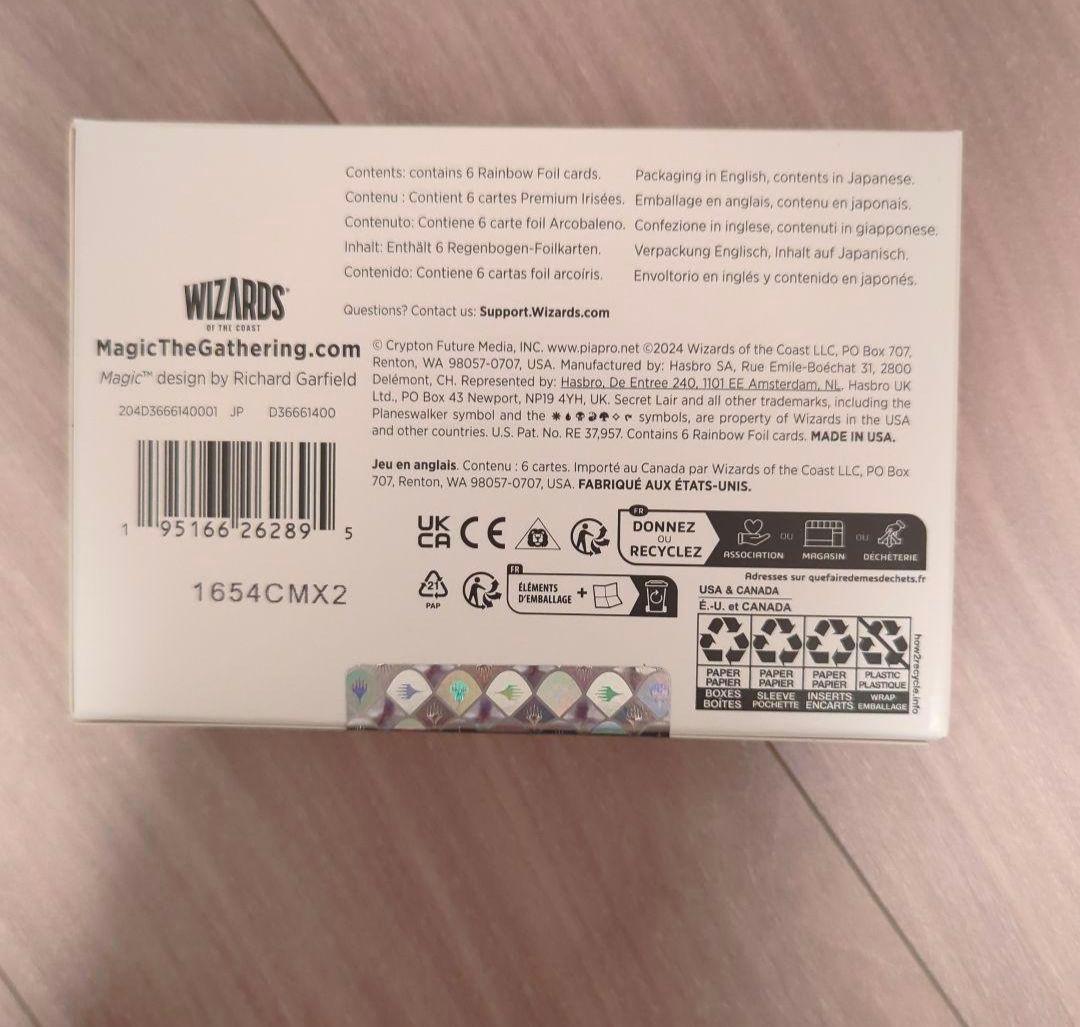 Contents: contains 6 Rainbow Foil cards.
Contenu : Contient 6 cartes Premium Irisées.
Contenuto: Contiene 6 carte foil Arcobaleno.
Inhalt: Enthält 6 Regenbogen-Foilkarten.
Contenido: Contiene 6 cartas foil arcoíris.
Packaging in English, contents in Japanese.
Emballage en anglais, contenu en japonais.
Confezione in inglese, contenuti in giapponese.
Verpackung Englisch, Inhalt auf Japanisch.
Envoltorio en inglés y contenido en japonés.
Questions? Contact us: Support.Wizards.com
WIZARDS
OF THE COAST
MagicTheGathering.com
Magic™ design by Richard Garfield
204D3666140001 JP D36661400
1 95166 26289 5
1654CMX2
© Crypton Future Media, INC. www.piapro.net ©2024 Wizards of the Coast LLC, PO Box 707,
Renton, WA 98057-0707, USA. Manufactured by: Hasbro SA, Rue Emile-Boéchat 31, 2800
Delémont, CH. Represented by: Hasbro, De Entree 240, 1101 EE Amsterdam, NL. Hasbro UK
Ltd., PO Box 43 Newport, NP19 4YH, UK. Secret Lair and all other trademarks, including the
Planeswalker symbol and the symbols, are property of Wizards in the USA
and other countries. U.S. Pat. No. RE 37,957. Contains 6 Rainbow Foil cards. MADE IN USA.
Jeu en anglais. Contenu : 6 cartes. Importé au Canada par Wizards of the Coast LLC, PO Box
707, Renton, WA 98057-0707, USA. FABRIQUÉ AUX ÉTATS-UNIS.
UK
CA
CE
FR
DONNEZ
OU
RECYCLEZ
ASSOCIATION
OU
MAGASIN
OU
DÉCHÈTERIE
Adresses sur quefairedemesdechets.fr
21
PAP
FR
ÉLÉMENTS
D'EMBALLAGE
+
USA & CANADA
É.-U. et CANADA
PAPER
PAPIER
BOXES
BOÎTES
PAPER
PAPIER
SLEEVE
POCHETTE
PAPER
PAPIER
INSERTS
ENCARTS
PLASTIC
PLASTIQUE
WRAP
EMBALLAGE
how2recycle.info